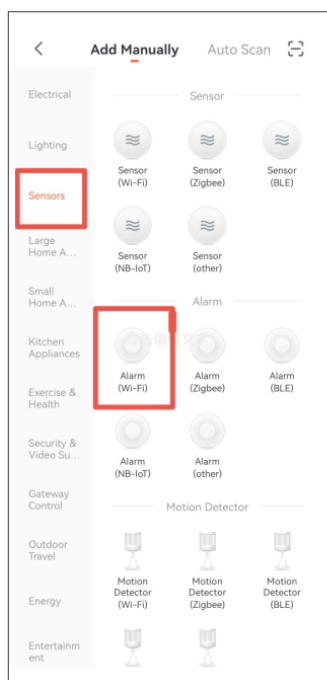 Add Manually
Auto Scan
Electrical
Lighting
Sensors
Large
Home A...
Small
Home A...
Kitchen
Appliances
Exercise &
Health
Security &
Video Su...
Gateway
Control
Outdoor
Travel
Energy
Entertainm
ent
Sensor
Sensor
(Wi-Fi)
Sensor
(Zigbee)
Sensor
(BLE)
Sensor
(NB-IoT)
Sensor
(other)
Alarm
Alarm
(Wi-Fi)
Alarm
(Zigbee)
Alarm
(BLE)
Alarm
(NB-IoT)
Alarm
(other)
Motion Detector
Motion
Detector
(Wi-Fi)
Motion
Detector
(Zigbee)
Motion
Detector
(BLE)